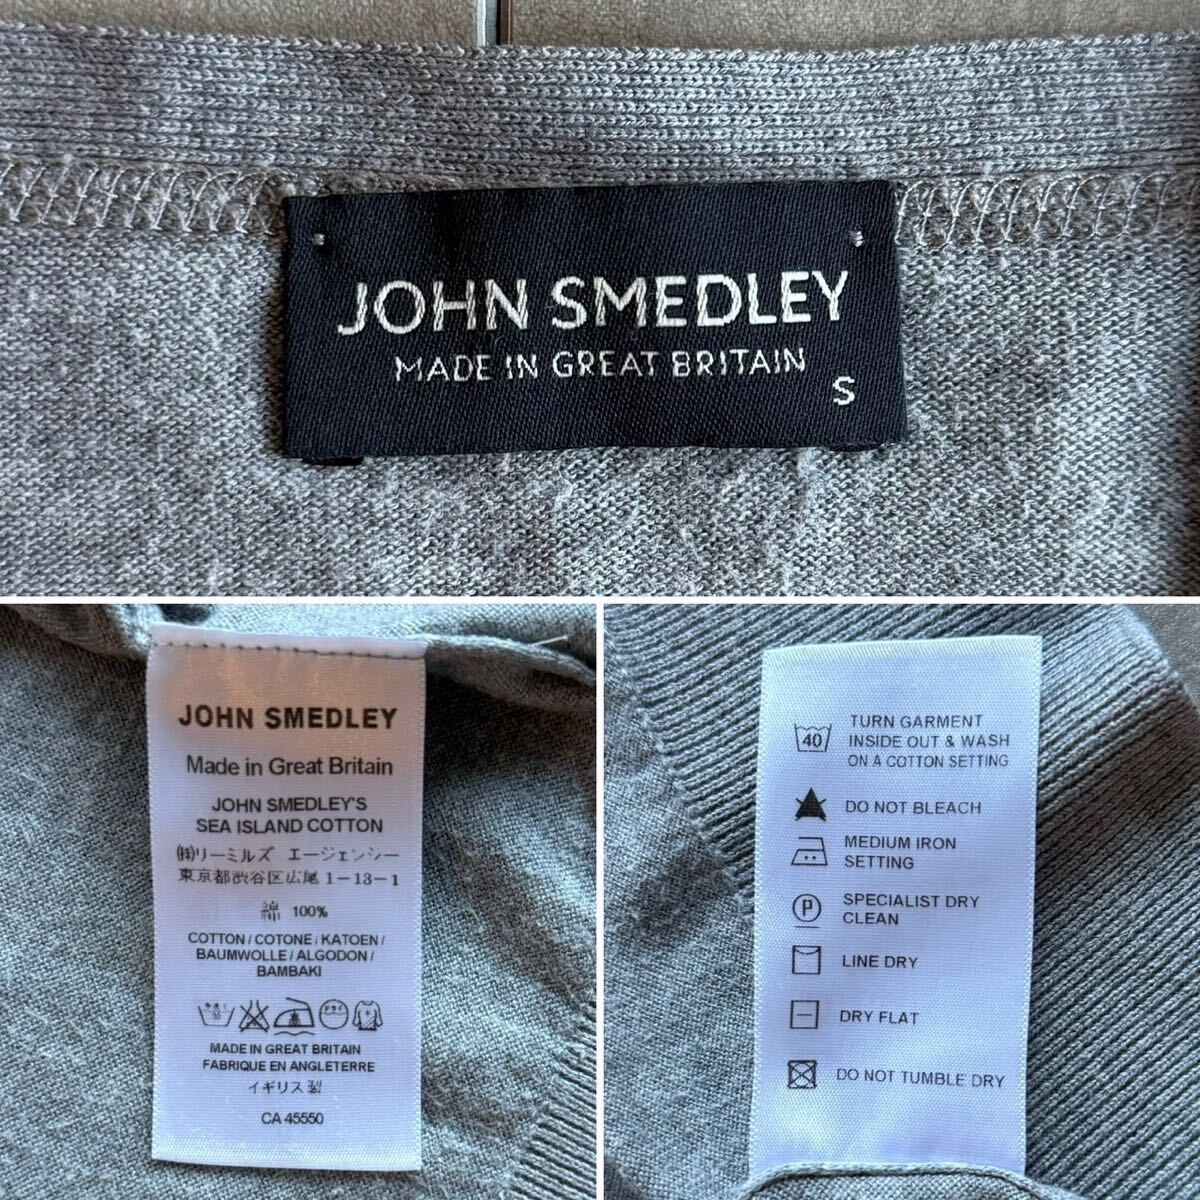 JOHN SMEDLEY
MADE IN GREAT BRITAIN
S
JOHN SMEDLEY
Made in Great Britain
JOHN SMEDLEY'S
SEA ISLAND COTTON
㈱リーミルズ エージェンシー
東京都渋谷区広尾1-13-1
綿 100%
COTTON / COTONE / KATOEN /
BAUMWOLLE / ALGODON /
BAMBAKI
MADE IN GREAT BRITAIN
FABRIQUE EN ANGLETERRE
イギリス製
CA 45550
40
TURN GARMENT
INSIDE OUT & WASH
ON A COTTON SETTING
DO NOT BLEACH
MEDIUM IRON
SETTING
P
SPECIALIST DRY
CLEAN
LINE DRY
DRY FLAT
DO NOT TUMBLE DRY